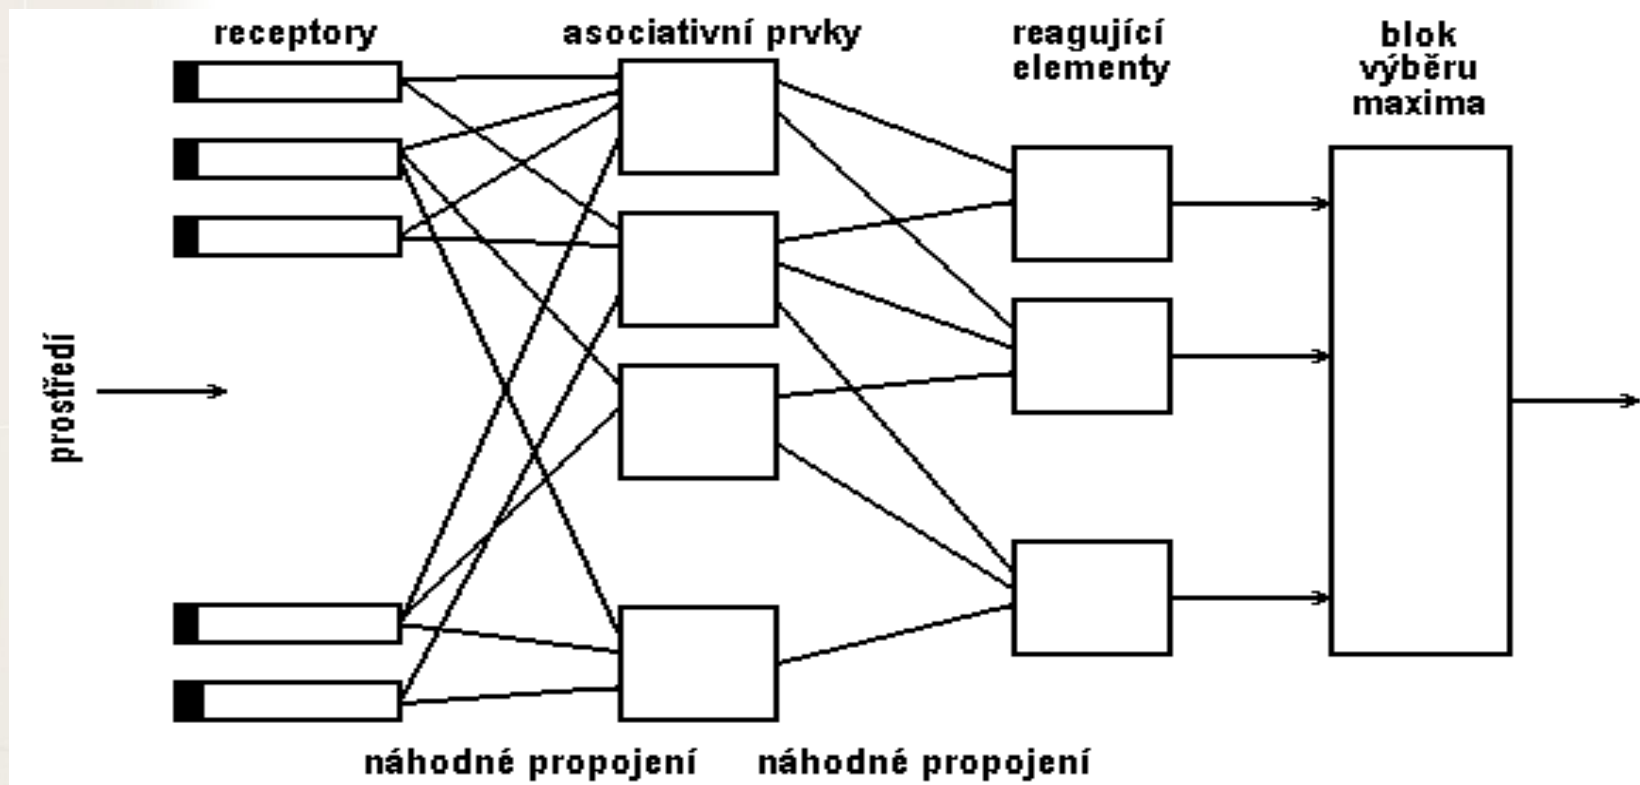 receptory
asociativní prvky
reagující
elementy
blok
výběru
maxima
prostředí
náhodné propojení
náhodné propojení